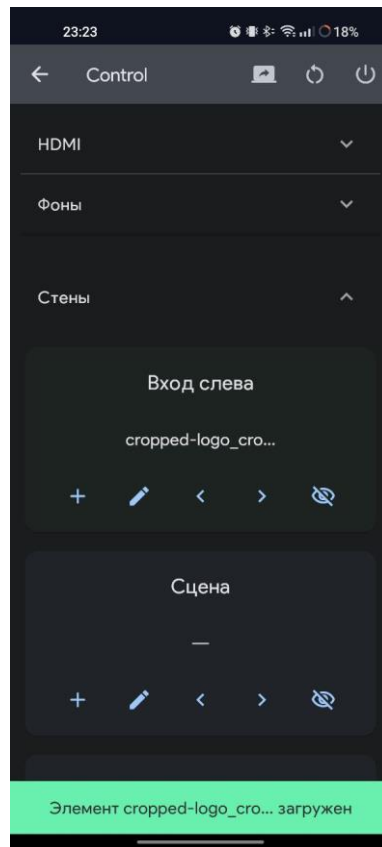 23:23
18%
Control
HDMI
Фоны
Стены
Вход слева
cropped-logo_cro...
Сцена
—
Элемент cropped-logo_cro... загружен